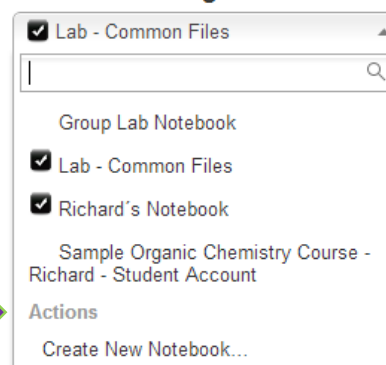 Lab - Common Files
Group Lab Notebook
Lab - Common Files
Richard´s Notebook
Sample Organic Chemistry Course -
Richard - Student Account
Actions
Create New Notebook...